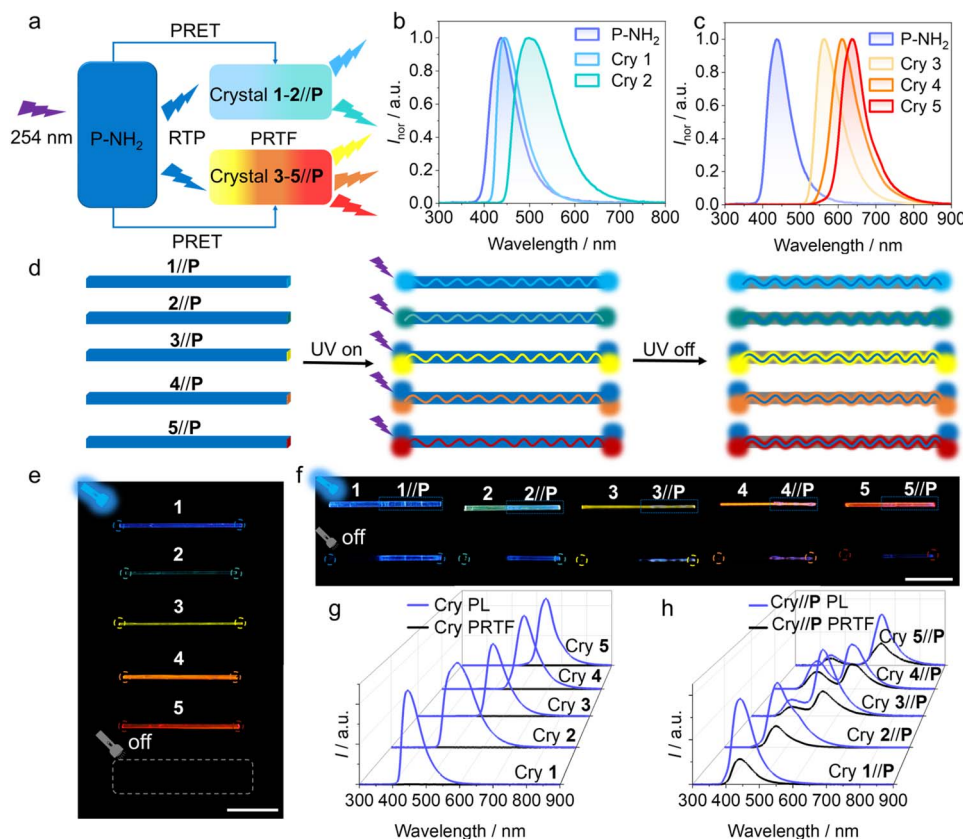 a
PRET
254 nm
P-NH₂
RTP
Crystal 1-2//P
PRTF
Crystal 3-5//P
PRET
b
P-NH₂
Cry 1
Cry 2
Inor / a.u.
1.0
0.8
0.6
0.4
0.2
0.0
300 400 500 600 700 800
Wavelength / nm
c
P-NH₂
Cry 3
Cry 4
Cry 5
Inor / a.u.
1.0
0.8
0.6
0.4
0.2
0.0
300 400 500 600 700 800 900
Wavelength / nm
d
1//P
2//P
3//P
4//P
5//P
UV on
UV off
e
1
2
3
4
5
off
f
1 1//P 2 2//P 3 3//P 4 4//P 5 5//P
off
g
Cry PL
Cry PRTF
Cry 5
Cry 4
Cry 3
Cry 2
Cry 1
I / a.u.
300 400 500 600 700 800 900
Wavelength / nm
h
Cry//P PL
Cry//P PRTF
Cry 5//P
Cry 4//P
Cry 3//P
Cry 2//P
Cry 1//P
I / a.u.
300 400 500 600 700 800 900
Wavelength / nm